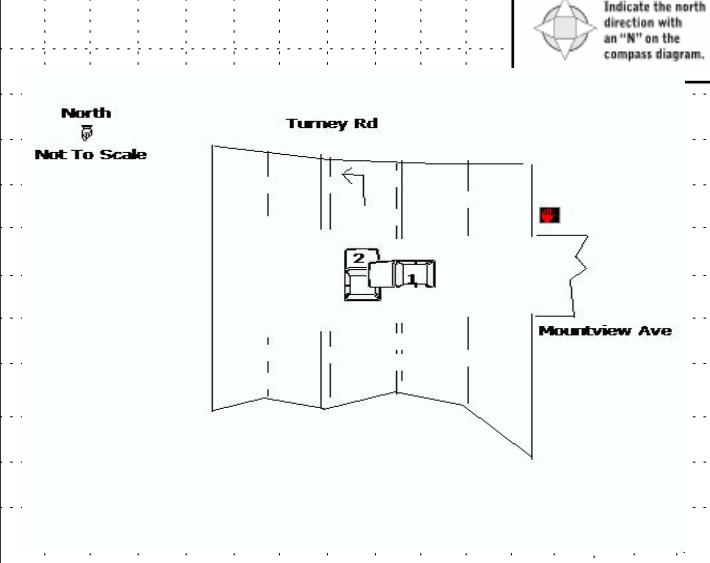 Indicate the north
direction with
an "N" on the
compass diagram.
North
Not To Scale
Turney Rd
2
1
Mountview Ave